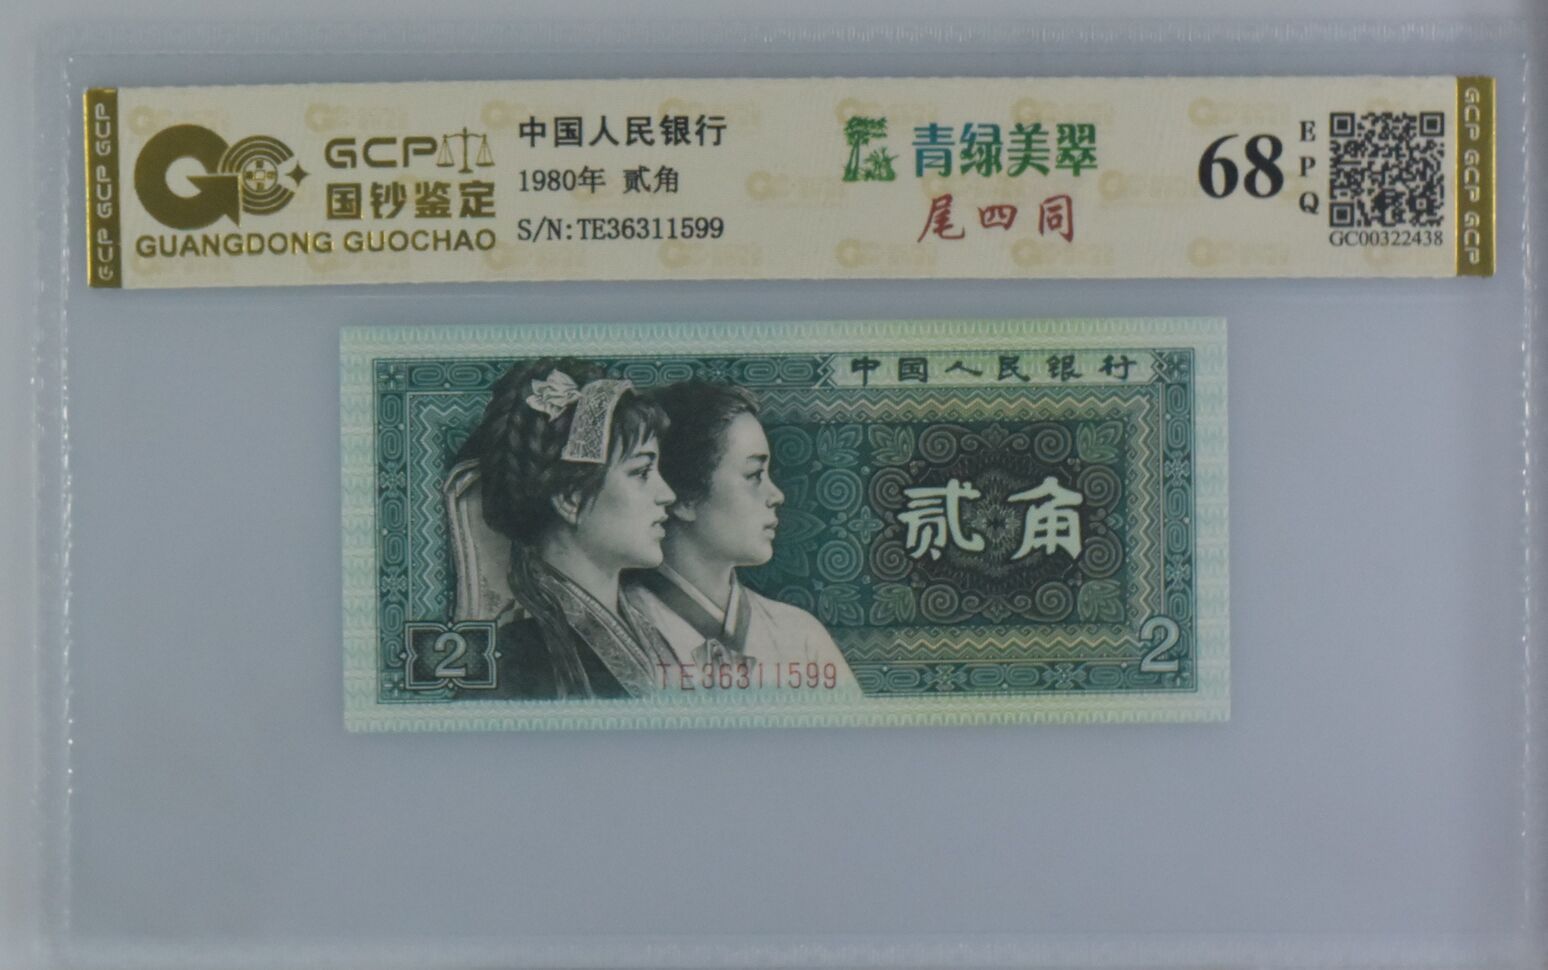 GCP GCP GCP
GCP
国钞鉴定
GUANGDONG GUOCHAO
中国人民银行
1980年 贰角
S/N:TE36311599
青绿美翠
尾四同
68
EPQ
GC00322438
GCP GCP GCP
中国人民银行
贰角
2
2
TE36311599